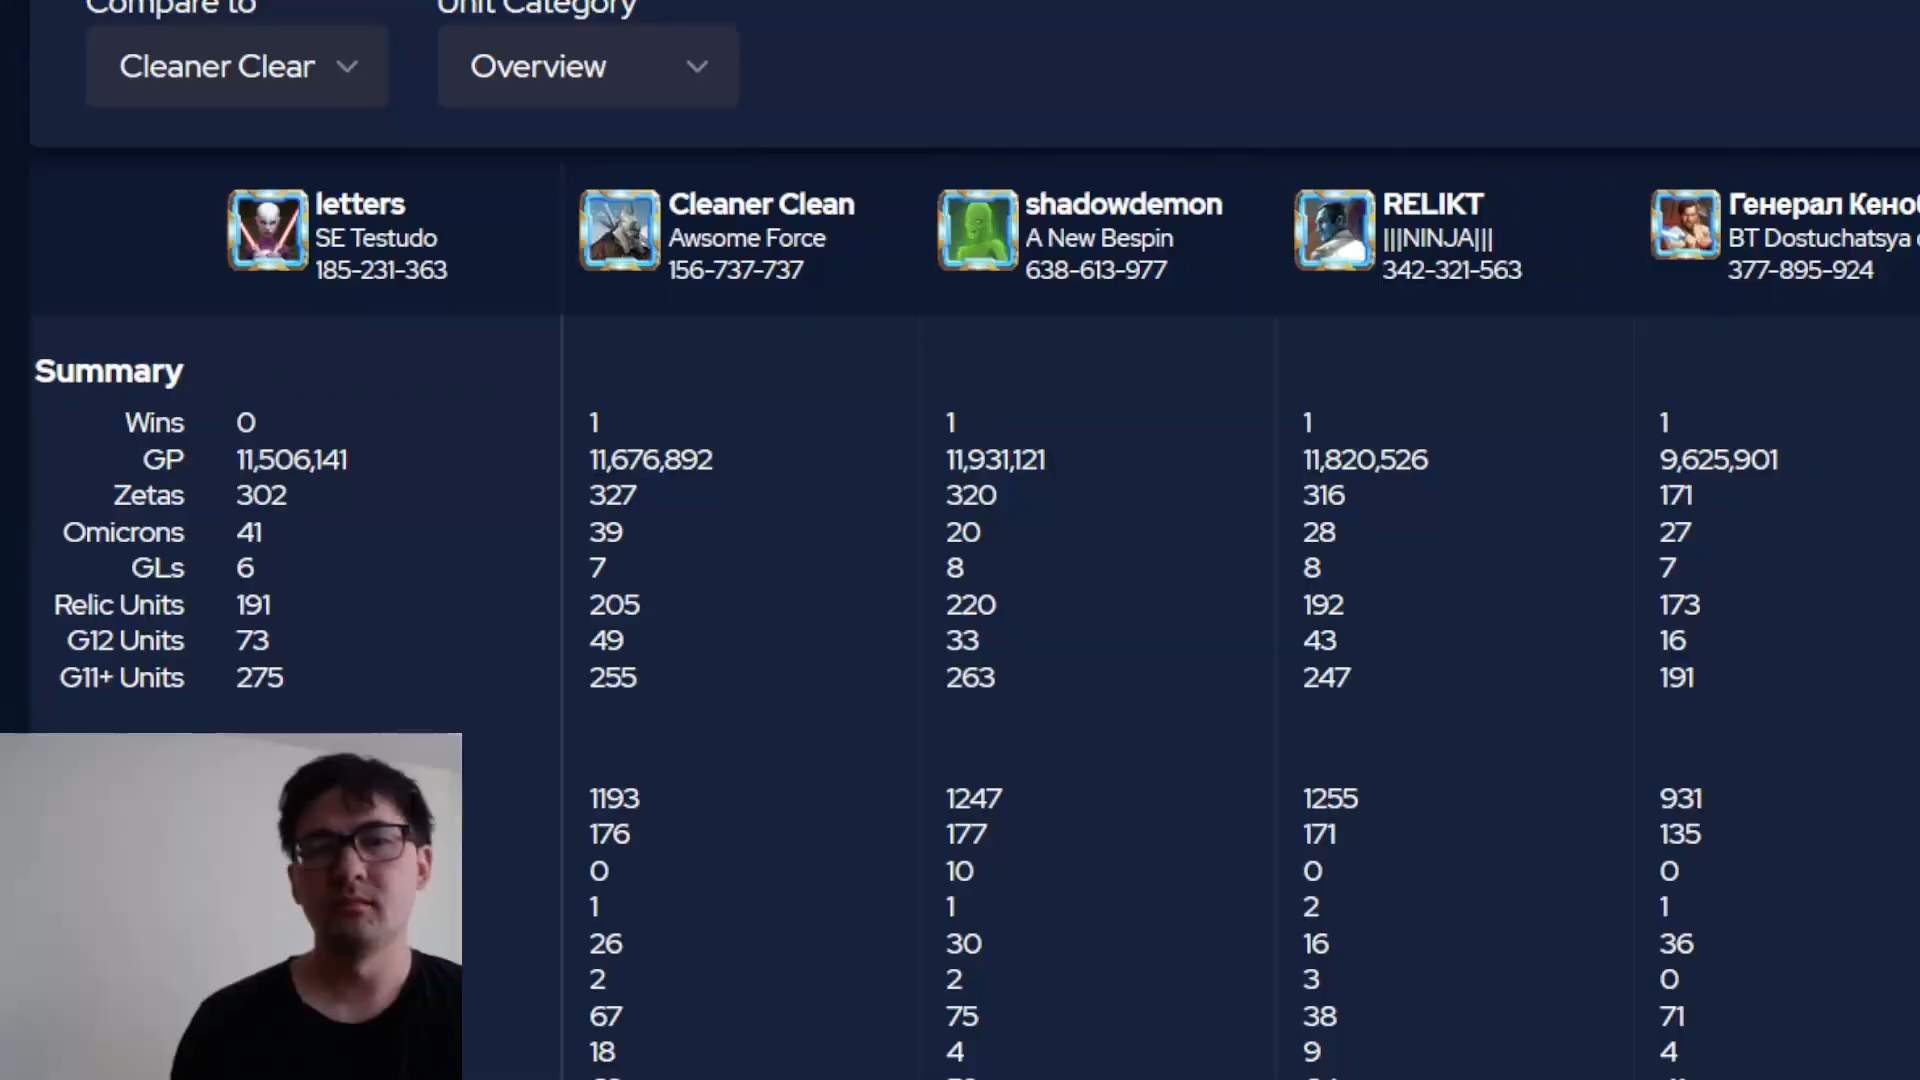 Compare to
Unit Category
Cleaner Clear
Overview
letters
SE Testudo
185-231-363
Cleaner Clean
Awsome Force
156-737-737
shadowdemon
A New Bespin
638-613-977
RELIKT
|||NINJA|||
342-321-563
Генерал Кеноб
BT Dostuchatsya
377-895-924
Summary
Wins 0 1 1 1 1
GP 11,506,141 11,676,892 11,931,121 11,820,526 9,625,901
Zetas 302 327 320 316 171
Omicrons 41 39 20 28 27
GLs 6 7 8 8 7
Relic Units 191 205 220 192 173
G12 Units 73 49 33 43 16
G11+ Units 275 255 263 247 191
1193 1247 1255 931
176 177 171 135
0 10 0 0
1 1 2 1
26 30 16 36
2 2 3 0
67 75 38 71
18 4 9 4